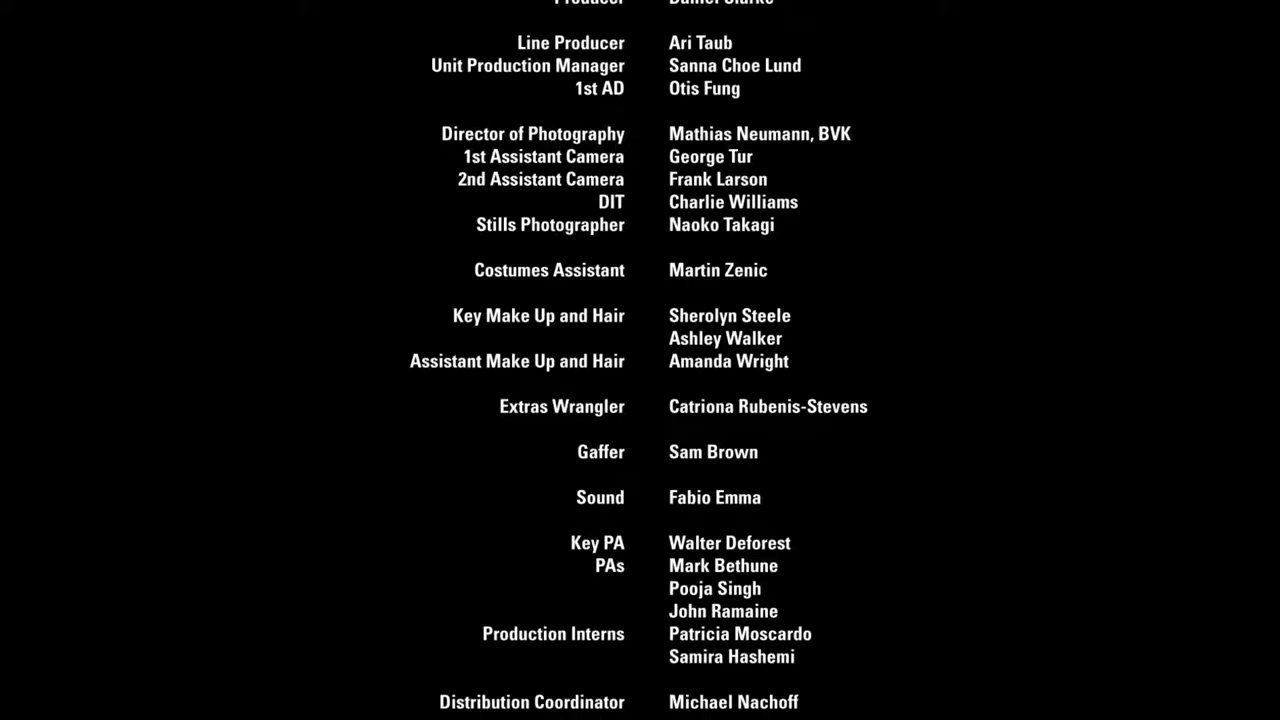 Producer Daniel Clarke
Line Producer Ari Taub
Unit Production Manager Sanna Choe Lund
1st AD Otis Fung
Director of Photography Mathias Neumann, BVK
1st Assistant Camera George Tur
2nd Assistant Camera Frank Larson
DIT Charlie Williams
Stills Photographer Naoko Takagi
Costumes Assistant Martin Zenic
Key Make Up and Hair Sherolyn Steele
Ashley Walker
Assistant Make Up and Hair Amanda Wright
Extras Wrangler Catriona Rubenis-Stevens
Gaffer Sam Brown
Sound Fabio Emma
Key PA Walter Deforest
PAs Mark Bethune
Pooja Singh
John Ramaine
Production Interns Patricia Moscardo
Samira Hashemi
Distribution Coordinator Michael Nachoff